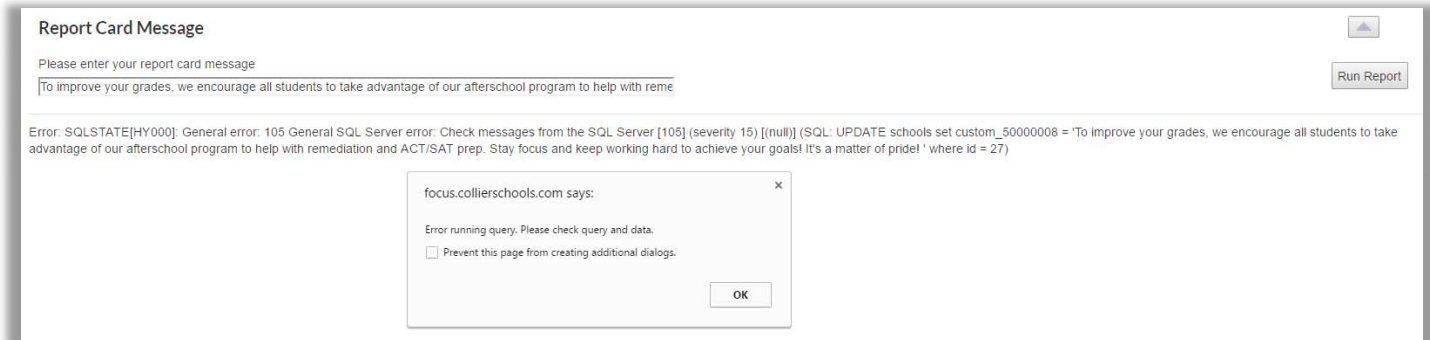 Report Card Message
Please enter your report card message
To improve your grades, we encourage all students to take advantage of our afterschool program to help with reme
Run Report
Error: SQLSTATE[HY000]: General error: 105 General SQL Server error: Check messages from the SQL Server [105] (severity 15) [(null)] (SQL: UPDATE schools set custom_50000008 = 'To improve your grades, we encourage all students to take
advantage of our afterschool program to help with remediation and ACT/SAT prep. Stay focus and keep working hard to achieve your goals! It's a matter of pride! ' where id = 27)
focus.collierschools.com says:
×
Error running query. Please check query and data.
Prevent this page from creating additional dialogs.
OK